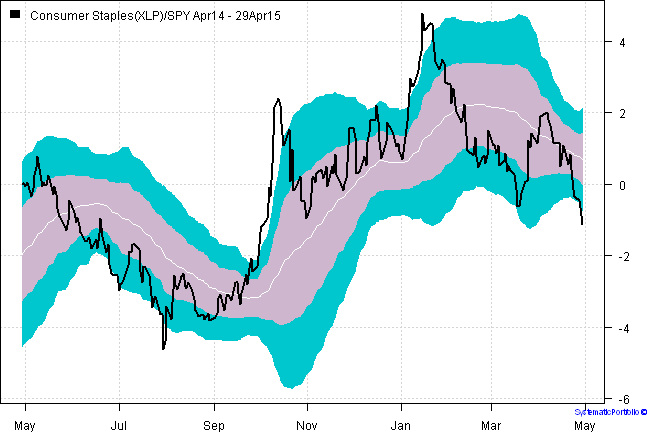 Consumer Staples(XLP)/SPY Apr14 - 29Apr15
4
2
0
-2
-4
-6
SystematicPortfolio ©
May Jul Sep Nov Jan Mar May